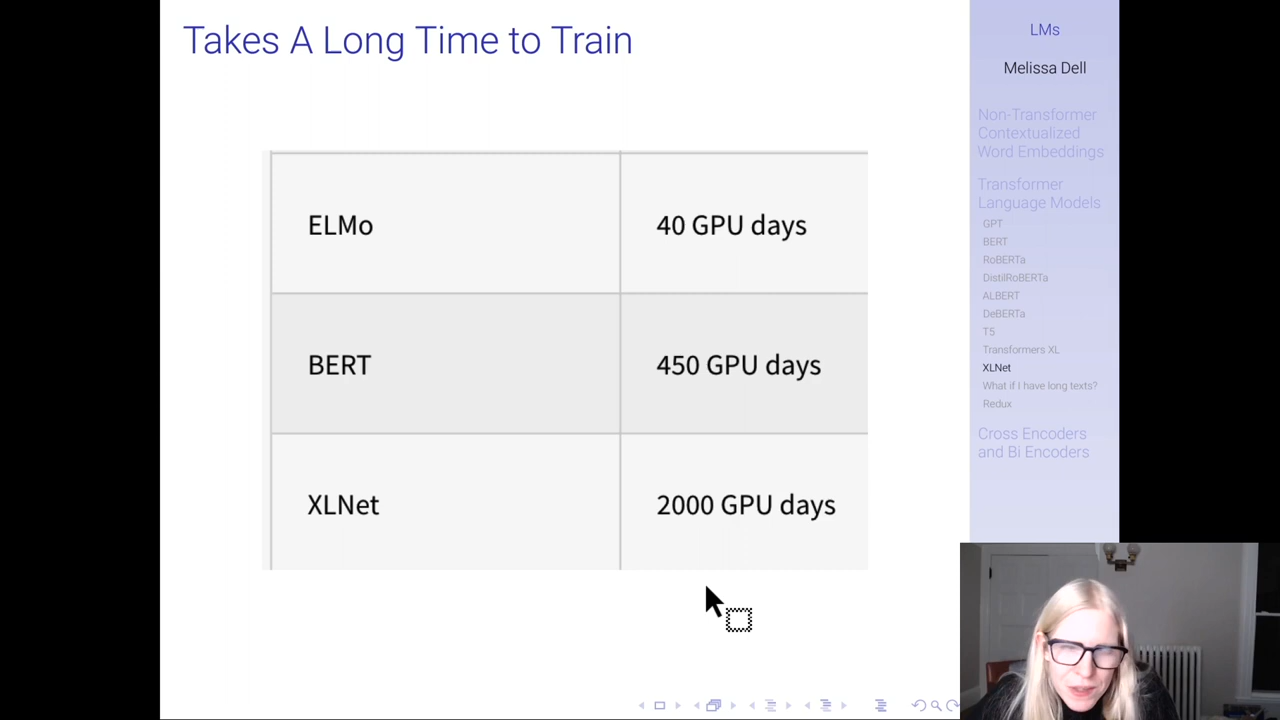 Takes A Long Time to Train
ELMo
40 GPU days
BERT
450 GPU days
XLNet
2000 GPU days
LMs
Melissa Dell
Non-Transformer
Contextualized
Word Embeddings
Transformer
Language Models
GPT
BERT
RoBERTa
DistilRoBERTa
ALBERT
DeBERTa
T5
Transformers XL
XLNet
What if I have long texts?
Redux
Cross Encoders
and Bi Encoders